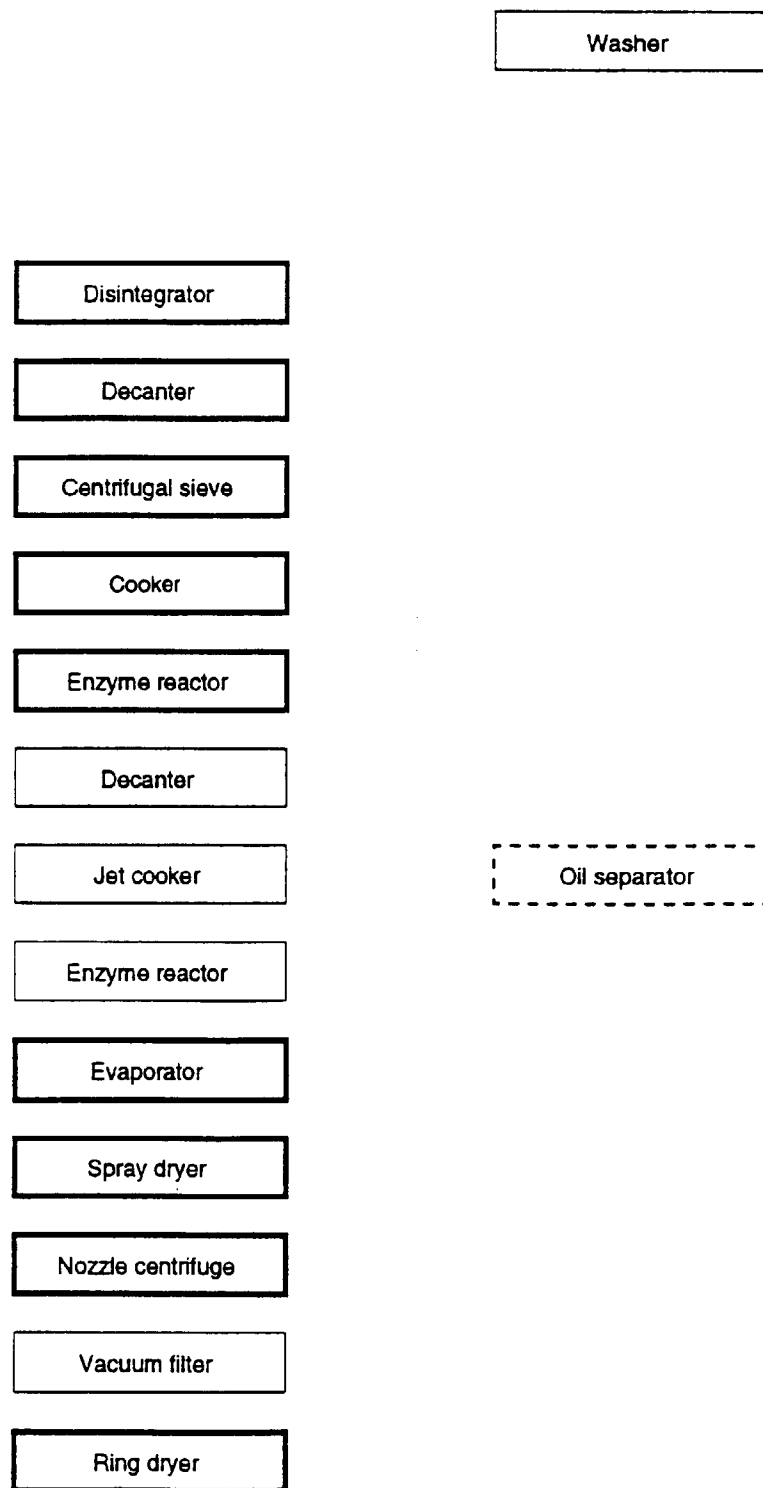 Washer
Disintegrator
Decanter
Centrifugal sieve
Cooker
Enzyme reactor
Decanter
Jet cooker
Oil separator
Enzyme reactor
Evaporator
Spray dryer
Nozzle centrifuge
Vacuum filter
Ring dryer